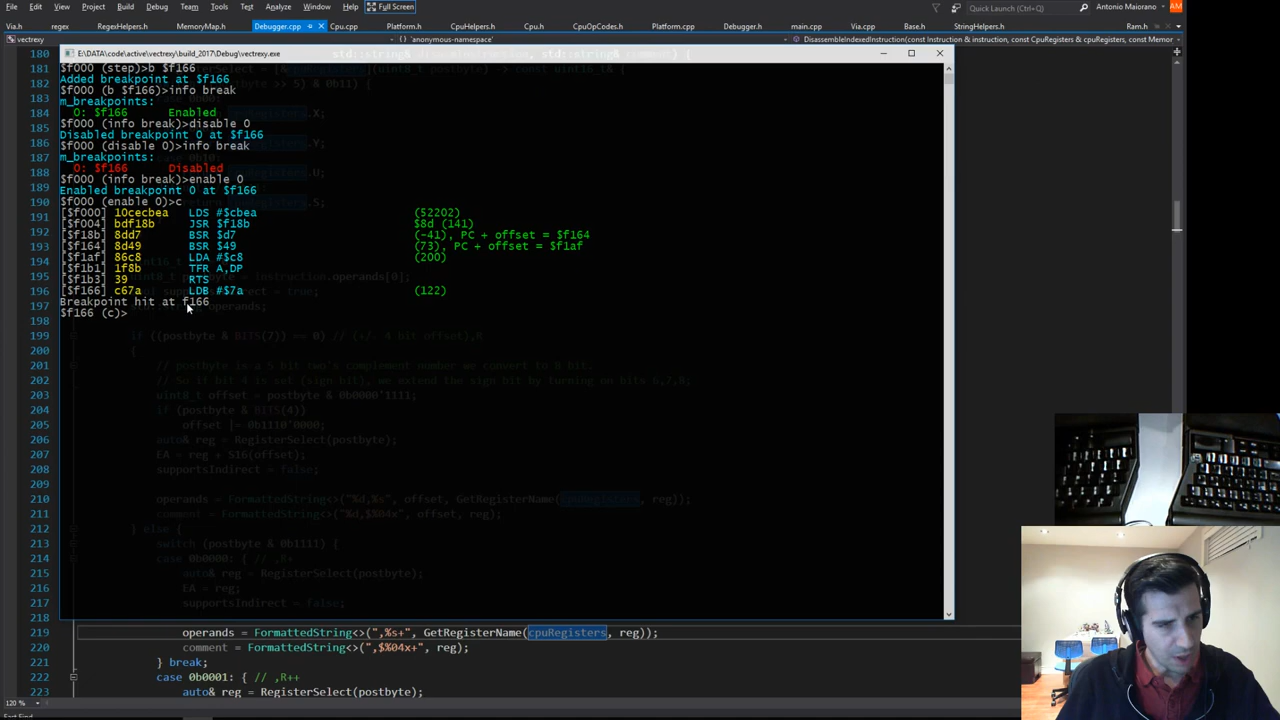 File Edit View Project Build Debug Team Tools Test Analyze Window Help Full Screen Quick Launch (Ctrl+Q) Antonio Maiorano AM
Via.h regex RegexHelpers.h MemoryMap.h Debugger.cpp Cpu.cpp Platform.h CpuHelpers.h CpuOpCodes.h Platform.cpp Debugger.h main.cpp Via.cpp Base.h StringHelpers.h Ram.h
vectrexy 'anonymous-namespace' DisassembleIndexedInstruction(Instruction & instruction, const CpuRegisters & cpuRegisters, const Memor
E:\DATA\code\active\vectrexy\build_2017\Debug\vectrexy.exe
180
$f000 (step)>b $f166
181 Added breakpoint at $f166
182 $f000 (b $f166)>info break
183 m_breakpoints:
184 0: $f166 Enabled
185 $f000 (info break)>disable 0
186 Disabled breakpoint 0 at $f166
$f000 (disable 0)>info break
187 m_breakpoints:
188 0: $f166 Disabled
189 $f000 (info break)>enable 0
Enabled breakpoint 0 at $f166
190 $f000 (enable 0)>c
191 [$f000] 10cecbea LDS #$cbea (52202)
192 [$f004] bdf18b JSR $f18b $8d (141)
[$f18b] 8dd7 BSR $d7 (-41), PC + offset = $f164
193 [$f164] 8d49 BSR $49 (73), PC + offset = $f1af
194 [$f1af] 86c8 LDA #$c8 (200)
195 [$f1b1] 1f8b TFR A,DP
[$f1b3] 39 RTS
196 [$f166] c67a LDB #$7a (122)
197 Breakpoint hit at f166
198 $f166 (c)>
199 if ((postbyte & BITS(7)) == 0) // (+/- 4 bit offset),R
200 {
201 // postbyte is a 5 bit two's complement number we convert to 8 bit.
202 // So if bit 4 is set (sign bit), we extend the sign bit by turning on bits 6,7,8;
203 uint8_t offset = postbyte & 0b0000'1111;
204 if (postbyte & BITS(4))
205 offset |= 0b1110'0000;
206 auto& reg = RegisterSelect(postbyte);
207 EA = reg + S16(offset);
208 supportsIndirect = false;
209
210 operands = FormattedString<>("%d,%s", offset, GetRegisterName(cpuRegisters, reg));
211 comment = FormattedString<>("%d,$%04x", offset, reg);
212 } else {
213 switch (postbyte & 0b1111) {
214 case 0b0000: { // ,R+
215 auto& reg = RegisterSelect(postbyte);
216 EA = reg;
217 supportsIndirect = false;
218
219 operands = FormattedString<>(",%s+", GetRegisterName(cpuRegisters, reg));
220 comment = FormattedString<>(",$%04x+", reg);
221 } break;
222 case 0b0001: { // ,R++
223 auto& reg = RegisterSelect(postbyte);
120 %